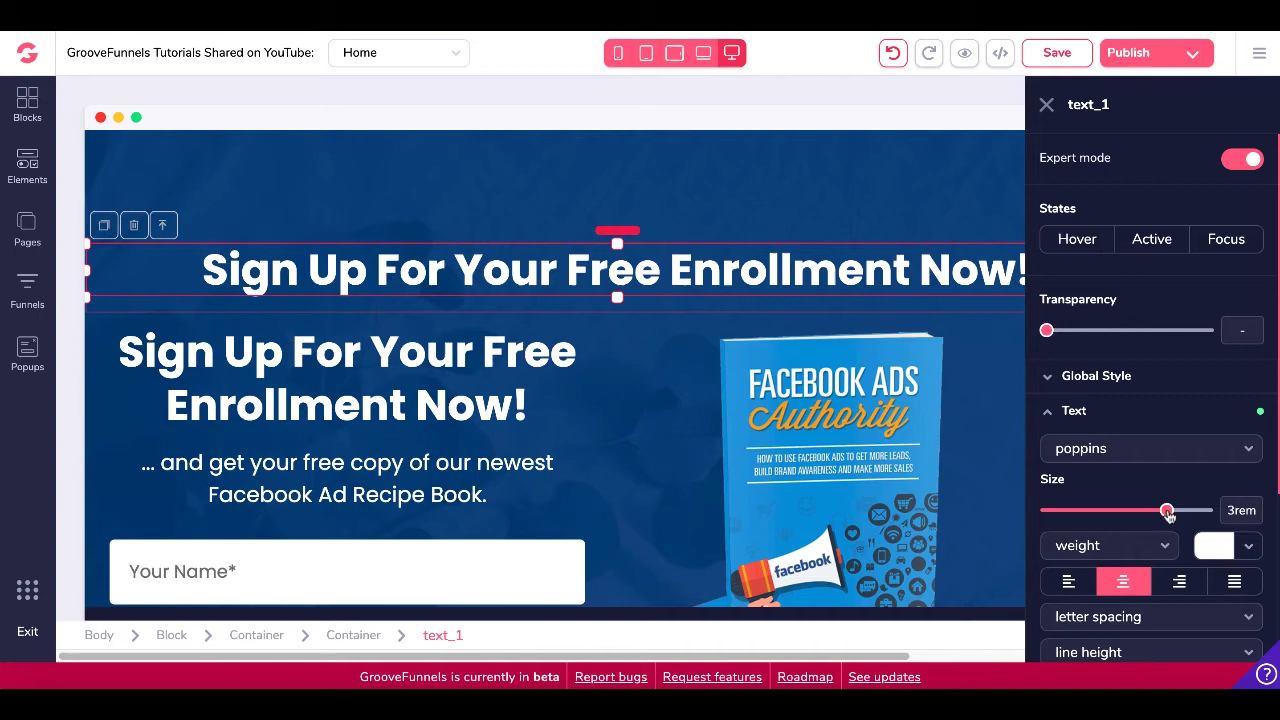 GrooveFunnels Tutorials Shared on YouTube:
Home
Save
Publish
Blocks
Elements
Pages
Funnels
Popups
Exit
Sign Up For Your Free Enrollment Now!
Sign Up For Your Free
Enrollment Now!
... and get your free copy of our newest
Facebook Ad Recipe Book.
Your Name*
FACEBOOK ADS
Authority
HOW TO USE FACEBOOK ADS TO GET MORE LEADS,
BUILD BRAND AWARENESS AND MAKE MORE SALES
facebook
text_1
Expert mode
States
Hover
Active
Focus
Transparency
-
Global Style
Text
poppins
Size
3rem
weight
letter spacing
line height
Body
Block
Container
Container
text_1
GrooveFunnels is currently in beta
Report bugs
Request features
Roadmap
See updates
?